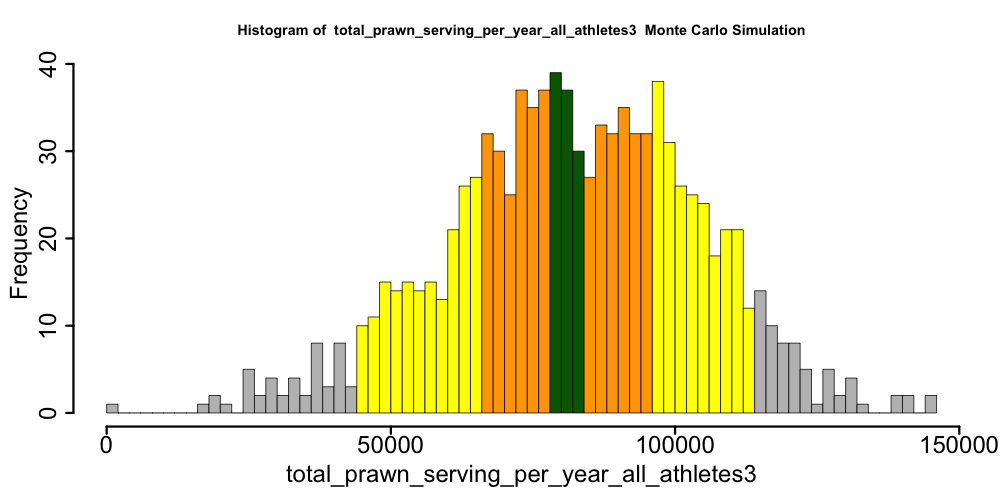 Histogram of  total_prawn_serving_per_year_all_athletes3  Monte Carlo Simulation
40
30
20
10
0
Frequency
0 50000 100000 150000
total_prawn_serving_per_year_all_athletes3